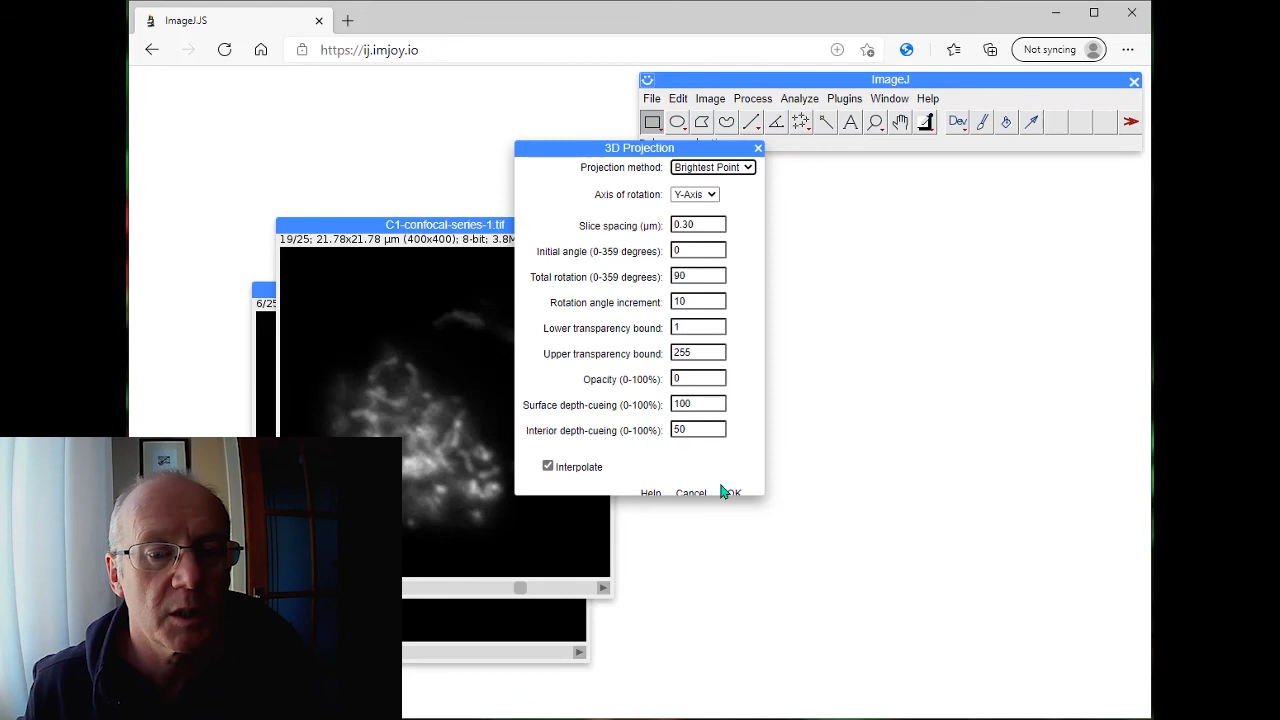 ImageJ.JS
https://ij.imjoy.io
Not syncing
ImageJ
File Edit Image Process Analyze Plugins Window Help
Dev
3D Projection
Projection method: Brightest Point
Axis of rotation: Y-Axis
Slice spacing (µm): 0.30
Initial angle (0-359 degrees): 0
Total rotation (0-359 degrees): 90
Rotation angle increment: 10
Lower transparency bound: 1
Upper transparency bound: 255
Opacity (0-100%): 0
Surface depth-cueing (0-100%): 100
Interior depth-cueing (0-100%): 50
Interpolate
Help Cancel OK
C1-confocal-series-1.tif
19/25; 21.78x21.78 µm (400x400); 8-bit; 3.8M
6/25